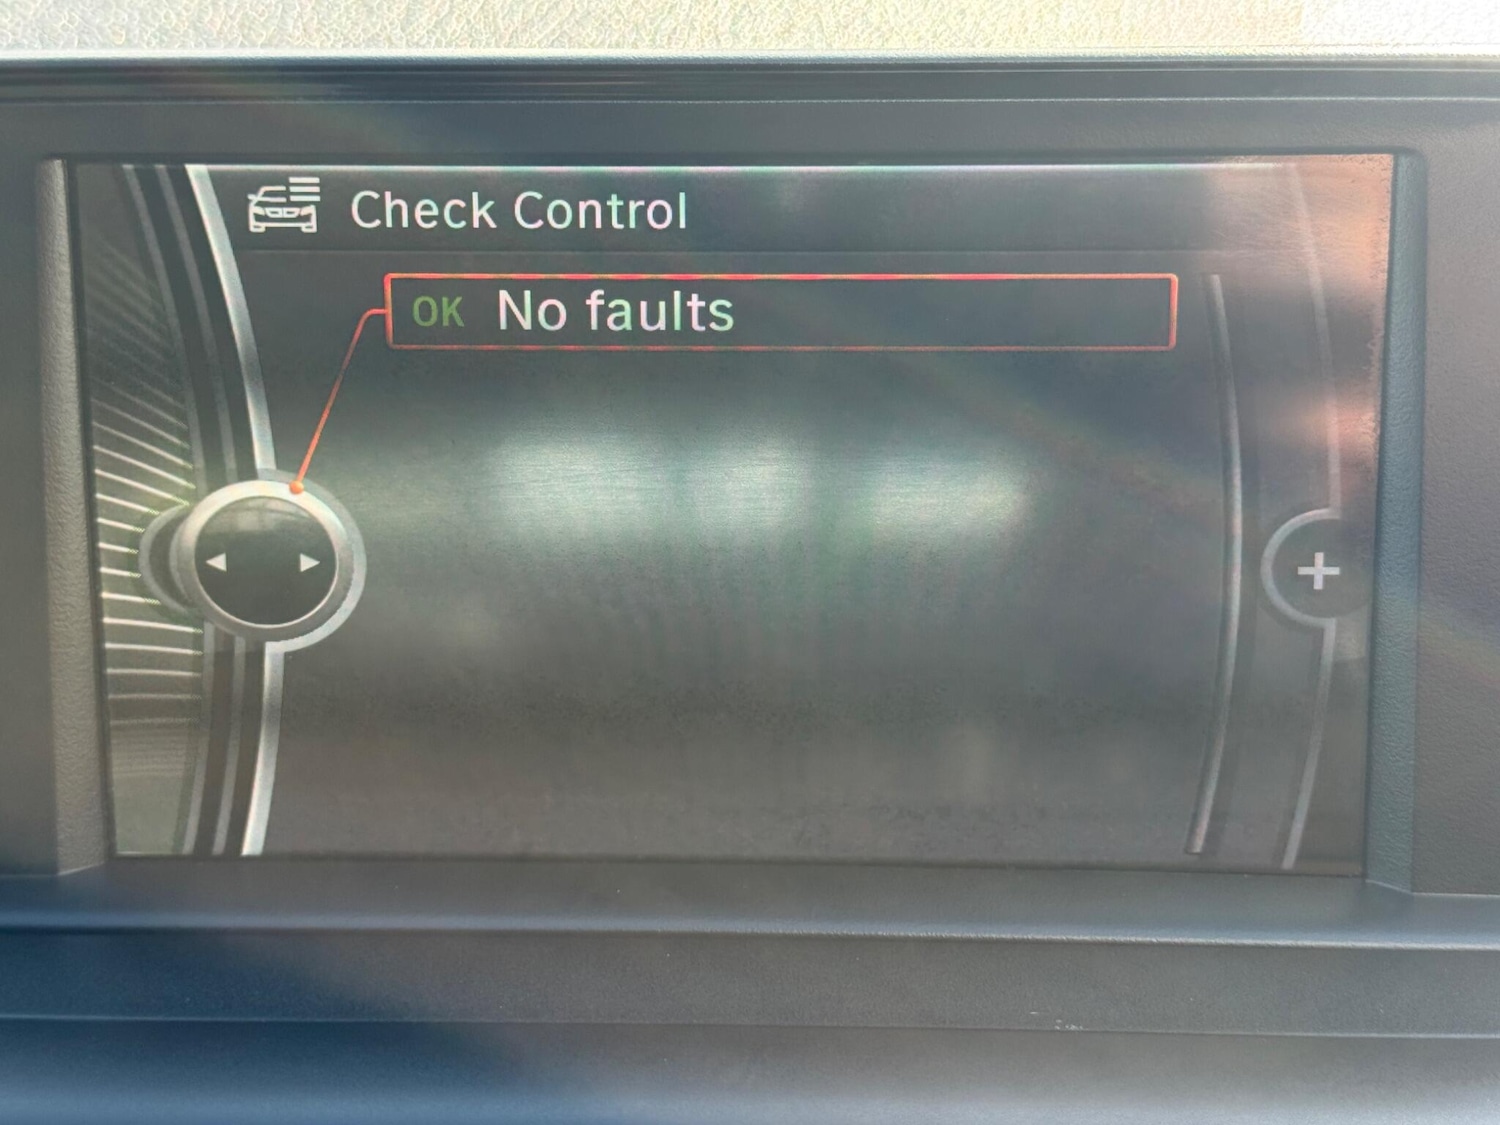 Check Control
OK No faults
+